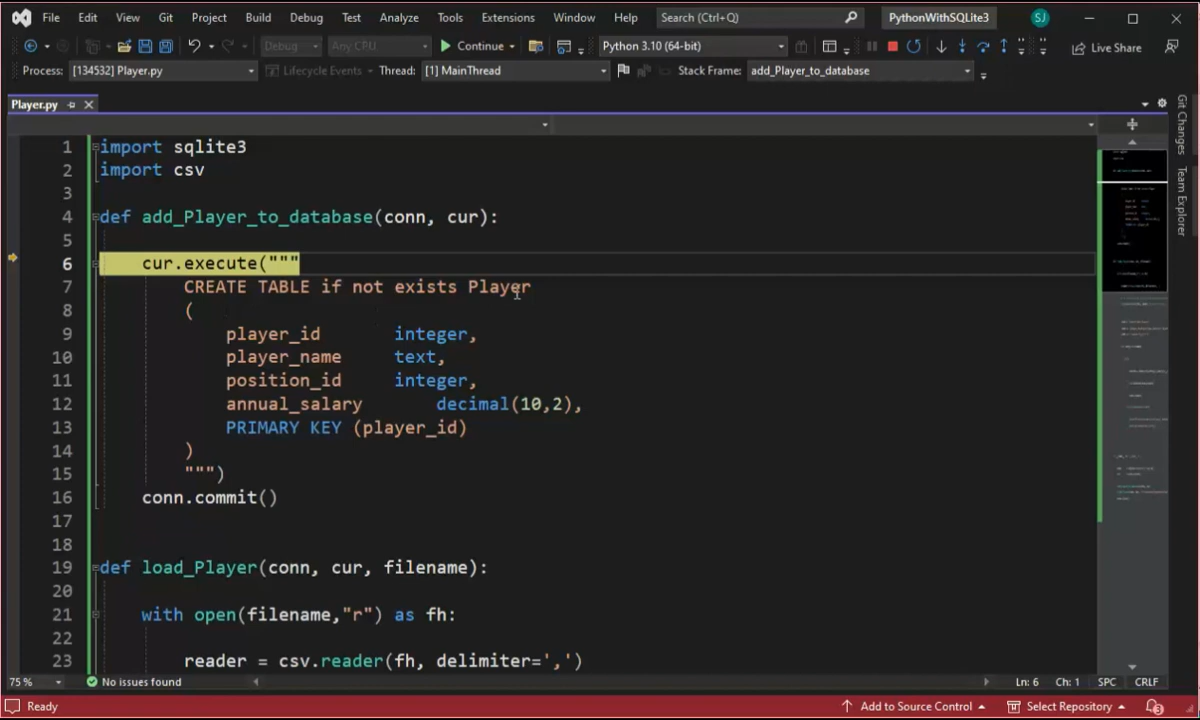 File Edit View Git Project Build Debug Test Analyze Tools Extensions Window Help Search (Ctrl+Q) PythonWithSQLite3 SJ
Debug Any CPU Continue Python 3.10 (64-bit) Live Share
Process: [134532] Player.py Lifecycle Events Thread: [1] MainThread Stack Frame: add_Player_to_database
Player.py
Git Changes
Team Explorer
1 import sqlite3
2 import csv
3
4 def add_Player_to_database(conn, cur):
5
6 cur.execute("""
7 CREATE TABLE if not exists Player
8 (
9 player_id integer,
10 player_name text,
11 position_id integer,
12 annual_salary decimal(10,2),
13 PRIMARY KEY (player_id)
14 )
15 """)
16 conn.commit()
17
18
19 def load_Player(conn, cur, filename):
20
21 with open(filename,"r") as fh:
22
23 reader = csv.reader(fh, delimiter=',')
75 % No issues found Ln: 6 Ch: 1 SPC CRLF
Ready Add to Source Control Select Repository 3